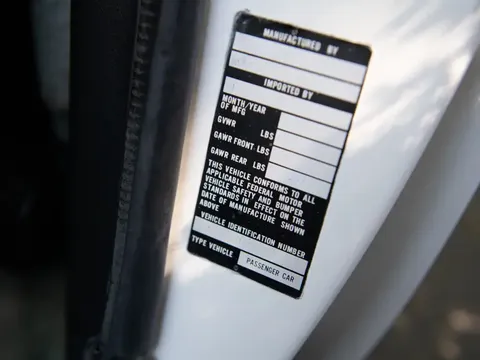 MANUFACTURED BY
IMPORTED BY
MONTH/YEAR
OF MFG
GVWR LBS
GAWR FRONT LBS
GAWR REAR LBS
THIS VEHICLE CONFORMS TO ALL
APPLICABLE FEDERAL MOTOR
VEHICLE SAFETY AND BUMPER
STANDARDS IN EFFECT ON THE
DATE OF MANUFACTURE SHOWN
ABOVE
VEHICLE IDENTIFICATION NUMBER
TYPE VEHICLE PASSENGER CAR